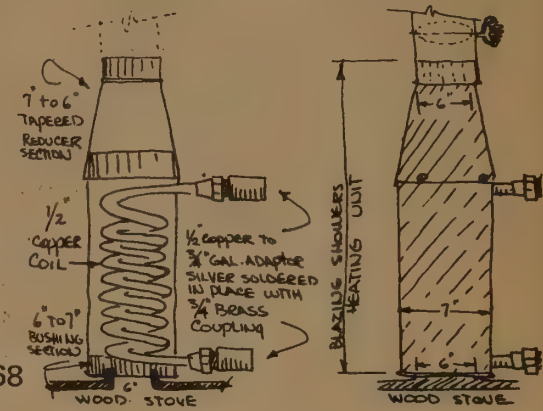 7" to 6"
TAPERED
REDUCER
SECTION
1/2"
COPPER
COIL
6" TO 7"
BUSHING
SECTION
68
6"
WOOD STOVE
1/2" COPPER TO
3/4" GAL. ADAPTOR
SILVER SOLDERED
IN PLACE WITH
3/4" BRASS
COUPLING
BLAZING SHOWERS
HEATING UNIT
6"
7"
6"
WOOD STOVE